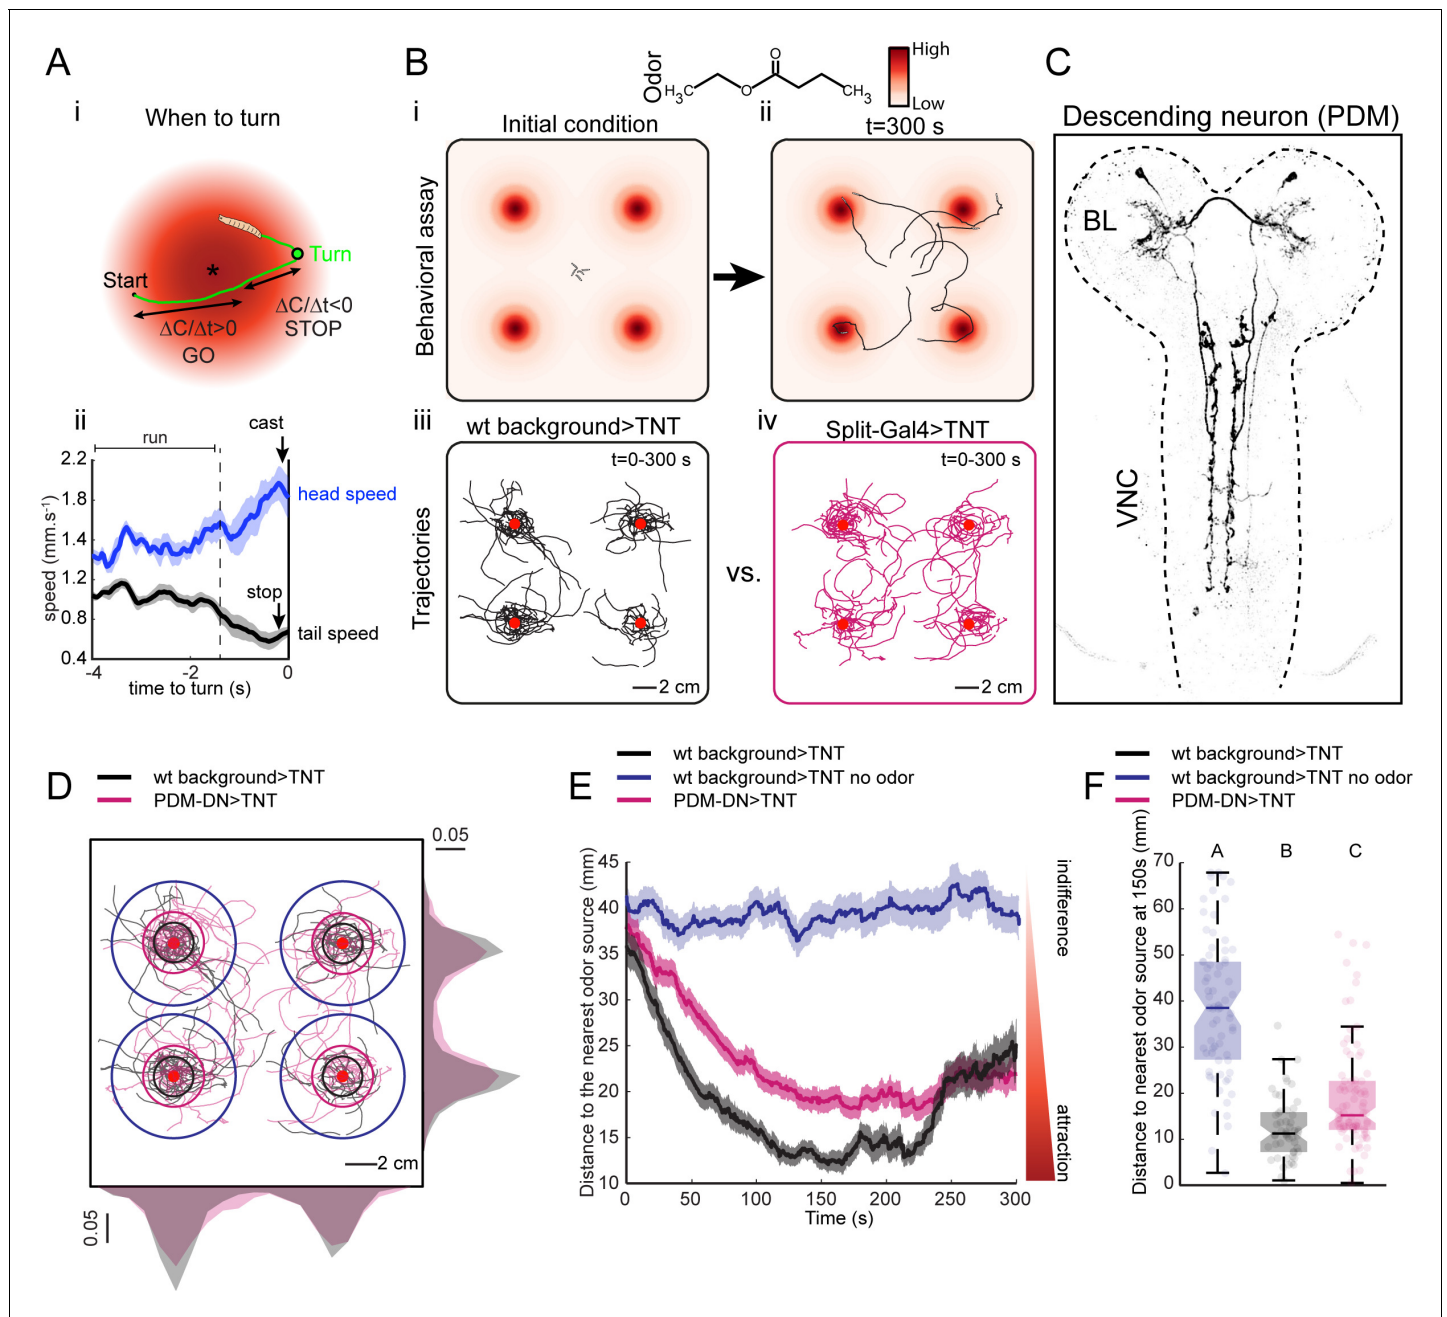 A
i
When to turn
Start
Turn
*
ΔC/Δt>0
GO
ΔC/Δt<0
STOP
ii
run
cast
2.2
1.8
1.4
1.2
0.8
0.4
speed (mm.s-1)
head speed
stop
tail speed
-4
-2
0
time to turn (s)
B
Odor
H3C
O
O
CH3
High
Low
i
Initial condition
ii
t=300 s
Behavioral assay
iii
wt background>TNT
t=0-300 s
2 cm
Trajectories
vs.
iv
Split-Gal4>TNT
t=0-300 s
2 cm
C
Descending neuron (PDM)
BL
VNC
D
wt background>TNT
PDM-DN>TNT
0.05
2 cm
0.05
E
wt background>TNT
wt background>TNT no odor
PDM-DN>TNT
Distance to the nearest odor source (mm)
45
40
35
30
25
20
15
10
0
50
100
150
200
250
300
Time (s)
indifference
attraction
F
wt background>TNT
wt background>TNT no odor
PDM-DN>TNT
Distance to nearest odor source at 150s (mm)
A
B
C
70
60
50
40
30
20
10
0